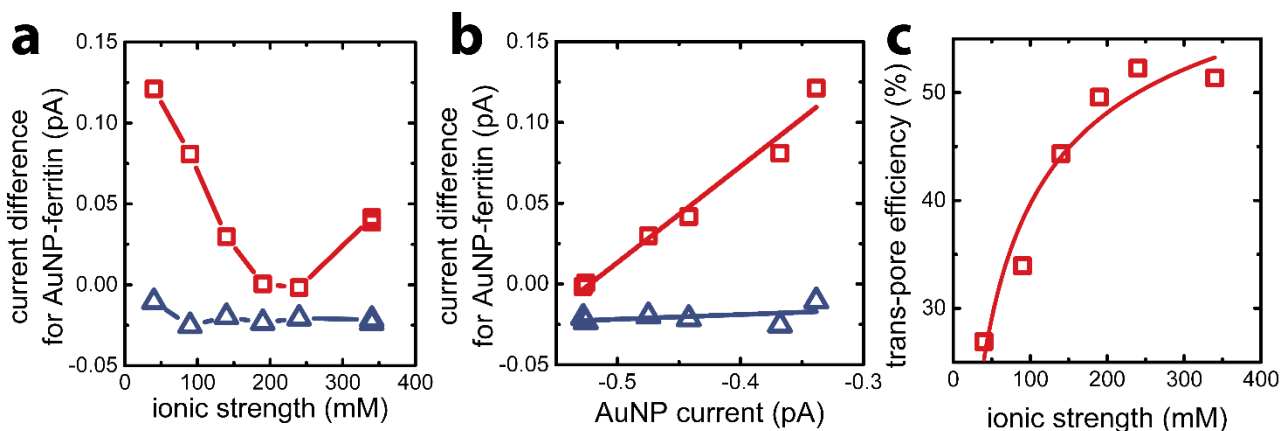 a
current difference
for AuNP-ferritin (pA)
0.15
0.10
0.05
0.00
-0.05
0 100 200 300 400
ionic strength (mM)
b
current difference
for AuNP-ferritin (pA)
0.15
0.10
0.05
0.00
-0.05
-0.5 -0.4 -0.3
AuNP current (pA)
c
trans-pore efficiency (%)
50
40
30
0 100 200 300 400
ionic strength (mM)